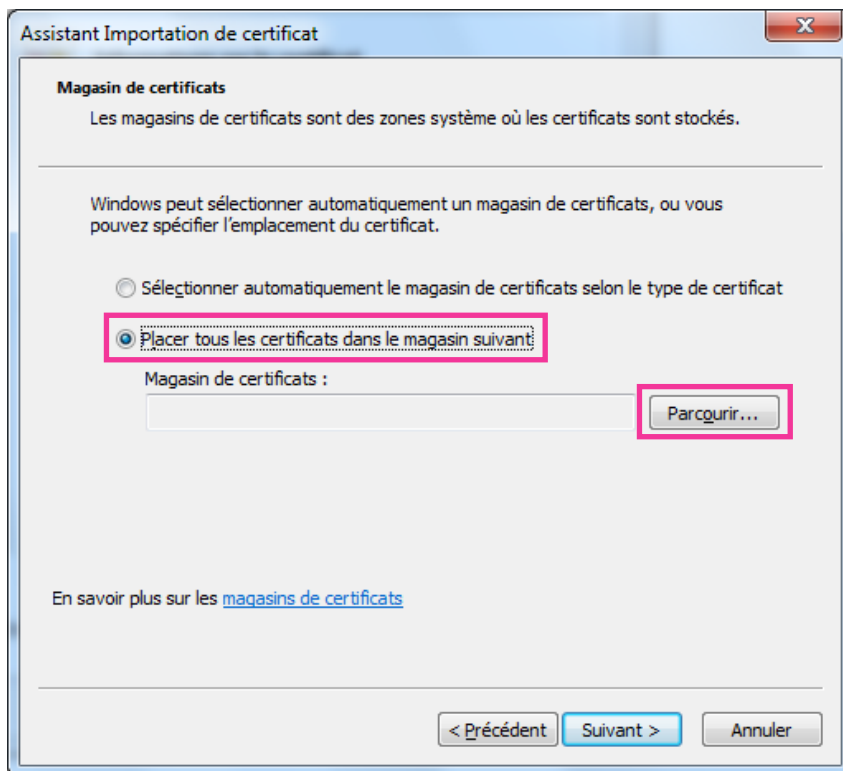 Assistant Importation de certificat
Magasin de certificats
Les magasins de certificats sont des zones système où les certificats sont stockés.
Windows peut sélectionner automatiquement un magasin de certificats, ou vous
pouvez spécifier l'emplacement du certificat.
Sélectionner automatiquement le magasin de certificats selon le type de certificat
Placer tous les certificats dans le magasin suivant
Magasin de certificats :
Parcourir...
En savoir plus sur les magasins de certificats
< Précédent Suivant > Annuler